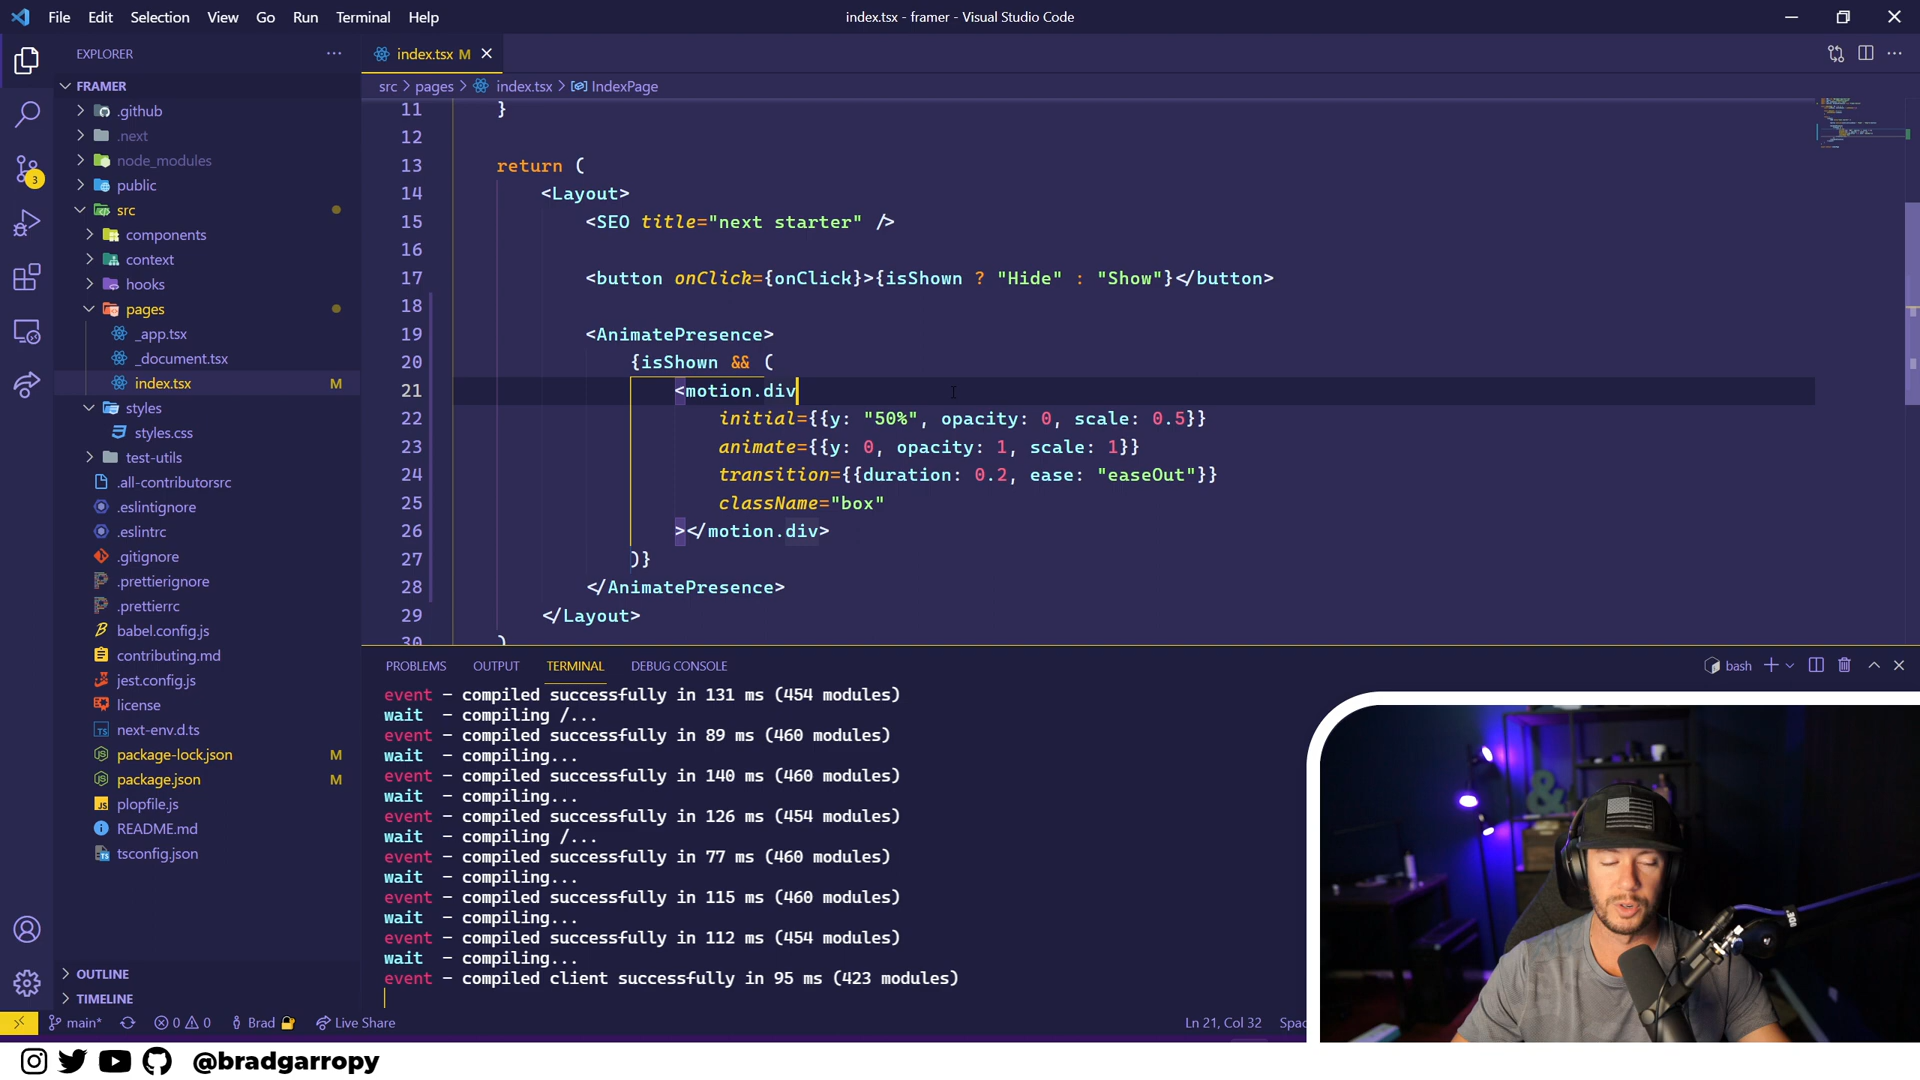 File Edit Selection View Go Run Terminal Help
index.tsx - framer - Visual Studio Code
EXPLORER
FRAMER
.github
.next
node_modules
public
src
components
context
hooks
pages
_app.tsx
_document.tsx
index.tsx M
styles
styles.css
test-utils
.all-contributorsrc
.eslintignore
.eslintrc
.gitignore
.prettierignore
.prettierrc
babel.config.js
contributing.md
jest.config.js
license
next-env.d.ts
package-lock.json M
package.json M
plopfile.js
README.md
tsconfig.json
OUTLINE
TIMELINE
3
index.tsx M
src > pages > index.tsx > IndexPage
11 }
12
13 return (
14 <Layout>
15 <SEO title="next starter" />
16
17 <button onClick={onClick}>{isShown ? "Hide" : "Show"}</button>
18
19 <AnimatePresence>
20 {isShown && (
21 <motion.div
22 initial={{y: "50%", opacity: 0, scale: 0.5}}
23 animate={{y: 0, opacity: 1, scale: 1}}
24 transition={{duration: 0.2, ease: "easeOut"}}
25 className="box"
26 ></motion.div>
27 )}
28 </AnimatePresence>
29 </Layout>
30 )
PROBLEMS OUTPUT TERMINAL DEBUG CONSOLE
bash
event - compiled successfully in 131 ms (454 modules)
wait - compiling /...
event - compiled successfully in 89 ms (460 modules)
wait - compiling...
event - compiled successfully in 140 ms (460 modules)
wait - compiling...
event - compiled successfully in 126 ms (454 modules)
wait - compiling /...
event - compiled successfully in 77 ms (460 modules)
wait - compiling...
event - compiled successfully in 115 ms (460 modules)
wait - compiling...
event - compiled successfully in 112 ms (454 modules)
wait - compiling...
event - compiled client successfully in 95 ms (423 modules)
main* 0 0 Brad Live Share
Ln 21, Col 32 Spac
@bradgarropy